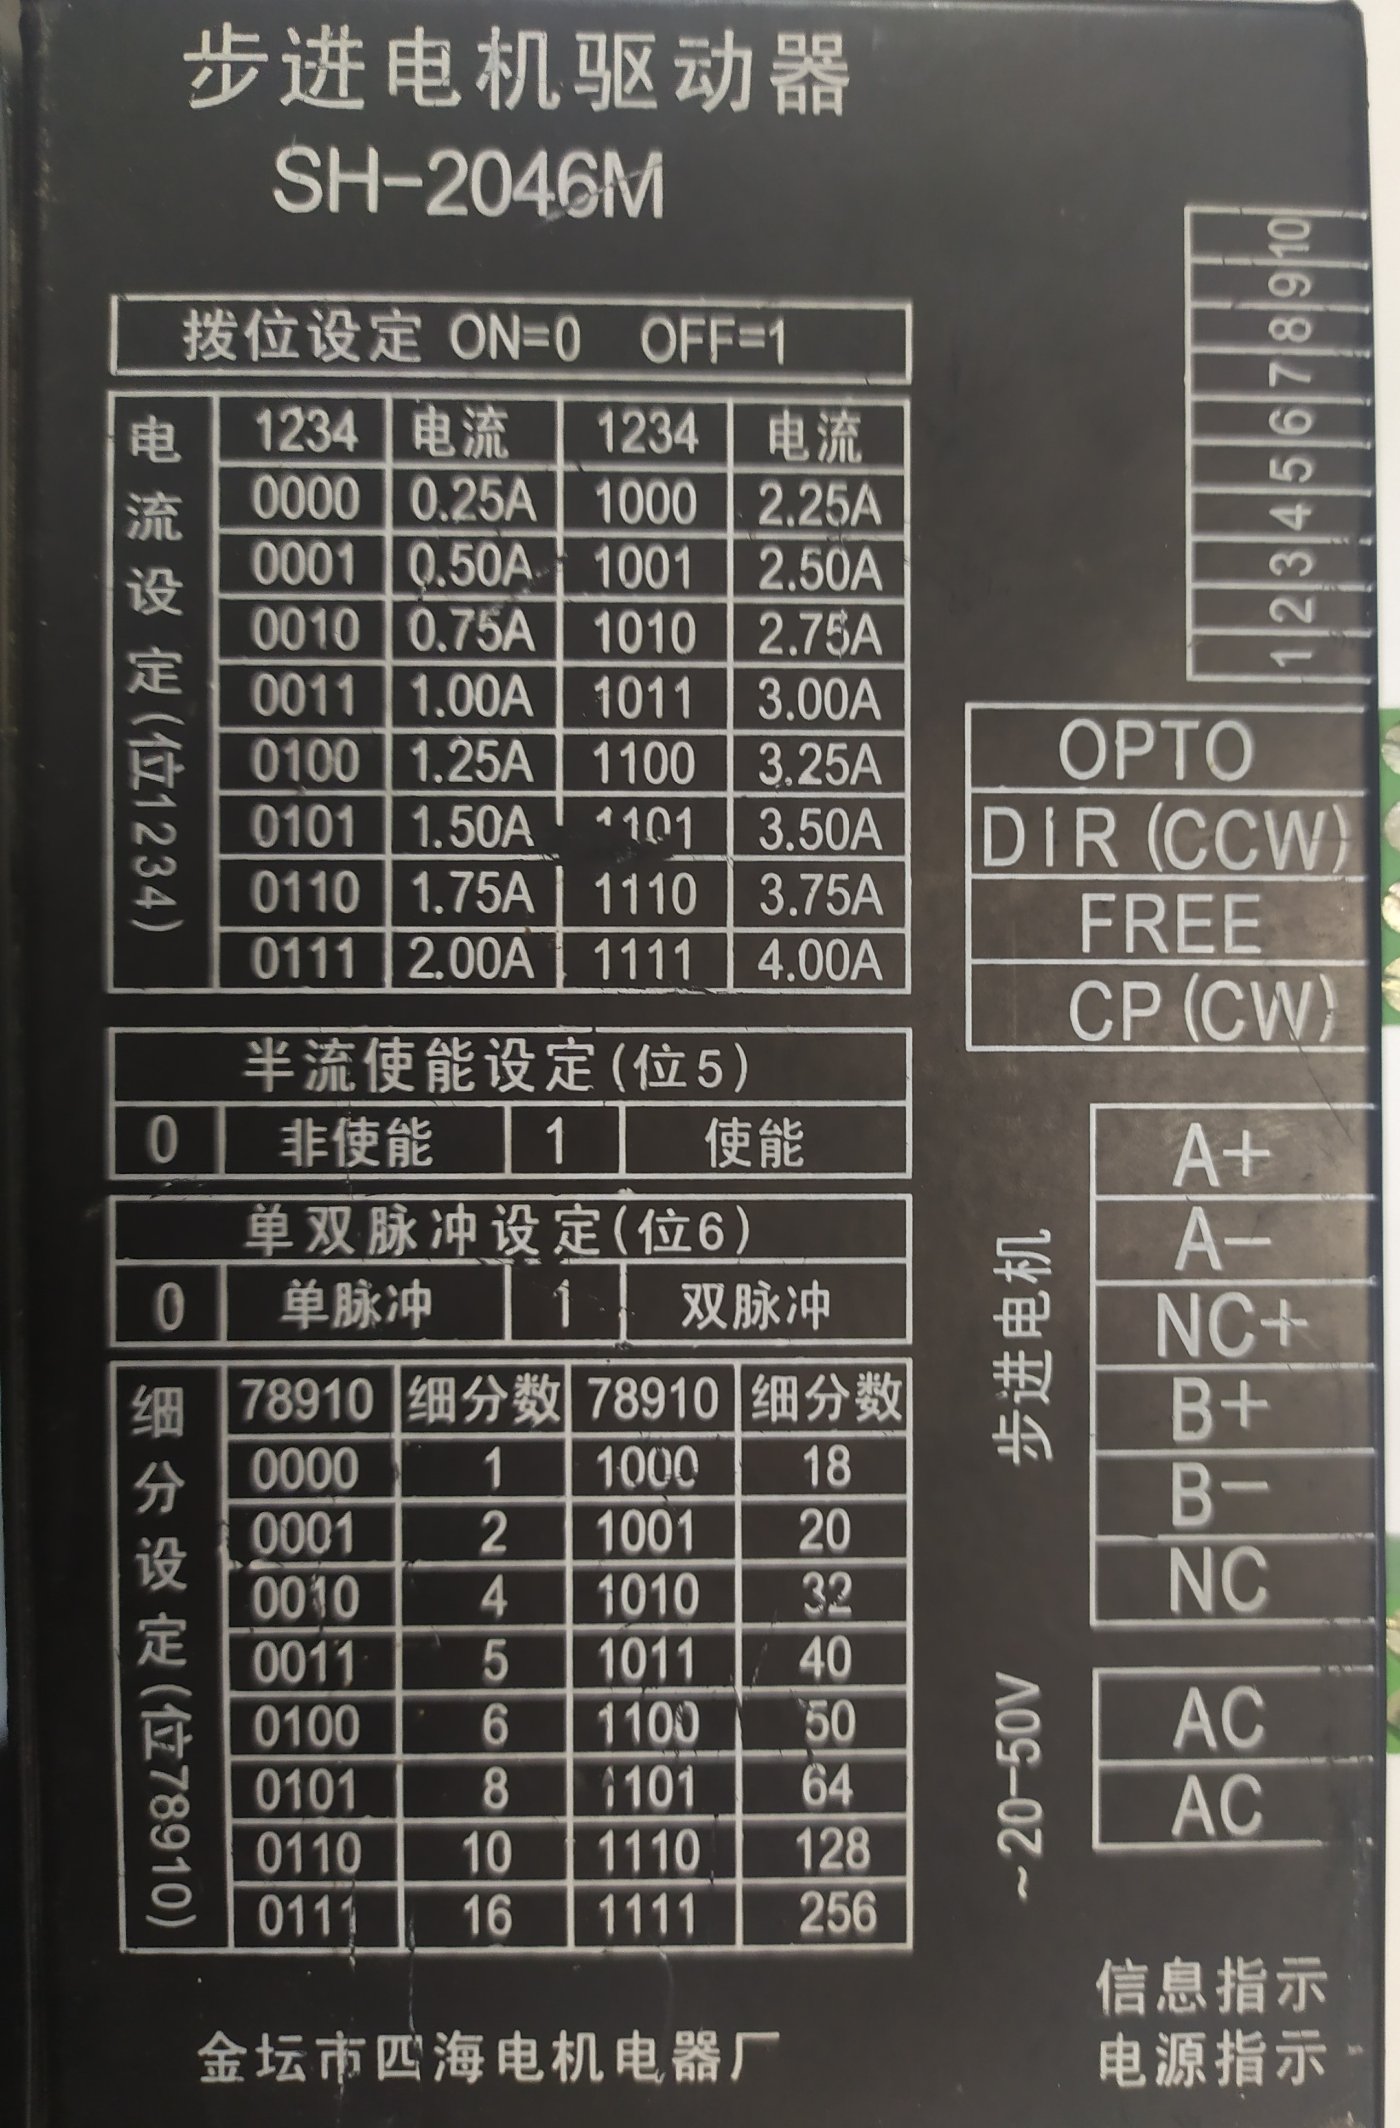 步进电机驱动器
SH-2046M
拨位设定 ON=0 OFF=1
电流设定(位1234)
1234 电流 1234 电流
0000 0.25A 1000 2.25A
0001 0.50A 1001 2.50A
0010 0.75A 1010 2.75A
0011 1.00A 1011 3.00A
0100 1.25A 1100 3.25A
0101 1.50A 1101 3.50A
0110 1.75A 1110 3.75A
0111 2.00A 1111 4.00A
半流使能设定(位5)
0 非使能 1 使能
单双脉冲设定(位6)
0 单脉冲 1 双脉冲
细分设定(位78910)
78910 细分数 78910 细分数
0000 1 1000 18
0001 2 1001 20
0010 4 1010 32
0011 5 1011 40
0100 6 1100 50
0101 8 1101 64
0110 10 1110 128
0111 16 1111 256
金坛市四海电机电器厂
1 2 3 4 5 6 7 8 9 10
OPTO
DIR (CCW)
FREE
CP (CW)
步进电机
A+
A-
NC+
B+
B-
NC
~20-50V
AC
AC
信息指示
电源指示